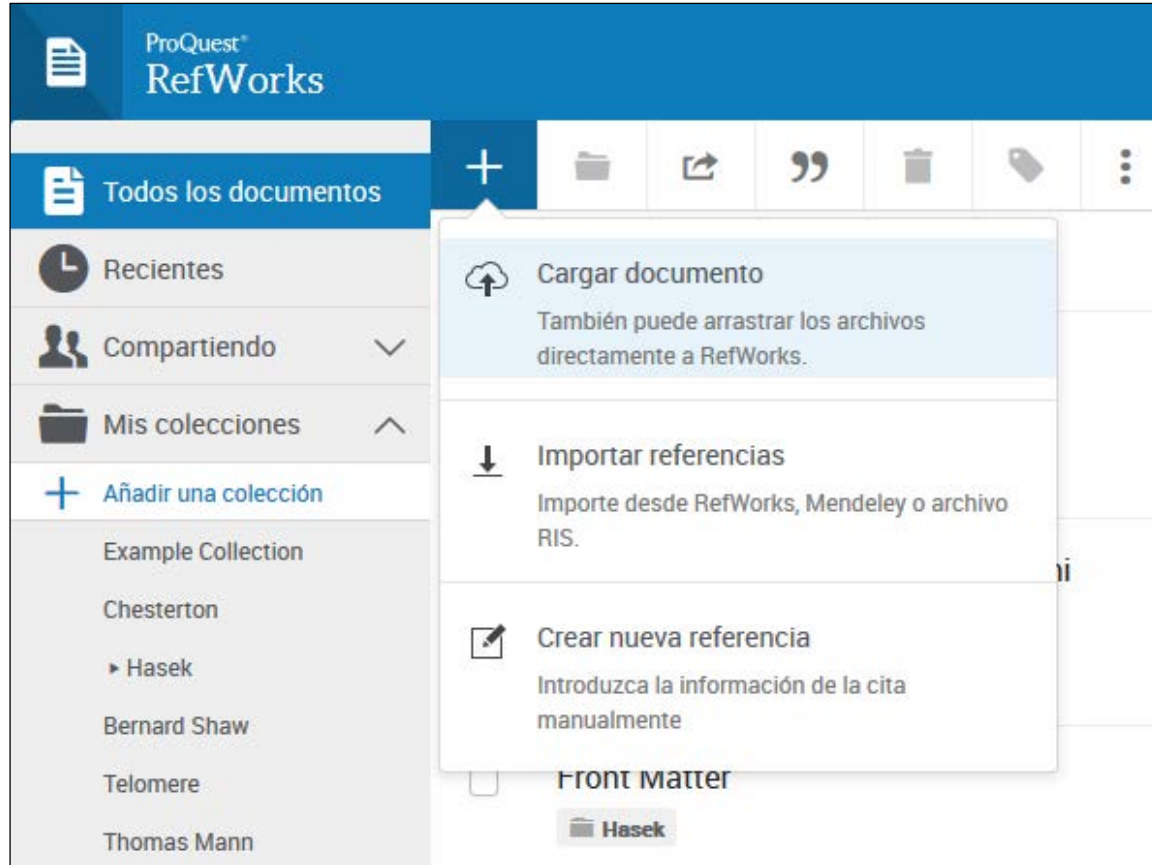 ProQuest®
RefWorks
Todos los documentos
Recientes
Compartiendo
Mis colecciones
Añadir una colección
Example Collection
Chesterton
Hasek
Bernard Shaw
Telomere
Thomas Mann
Cargar documento
También puede arrastrar los archivos
directamente a RefWorks.
Importar referencias
Importe desde RefWorks, Mendeley o archivo
RIS.
Crear nueva referencia
Introduzca la información de la cita
manualmente
Front Matter
Hasek